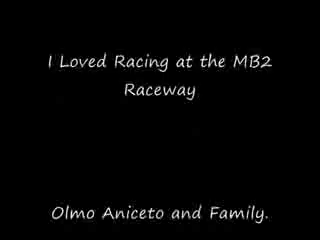 I Loved Racing at the MB2
Raceway
Olmo Aniceto and Family.